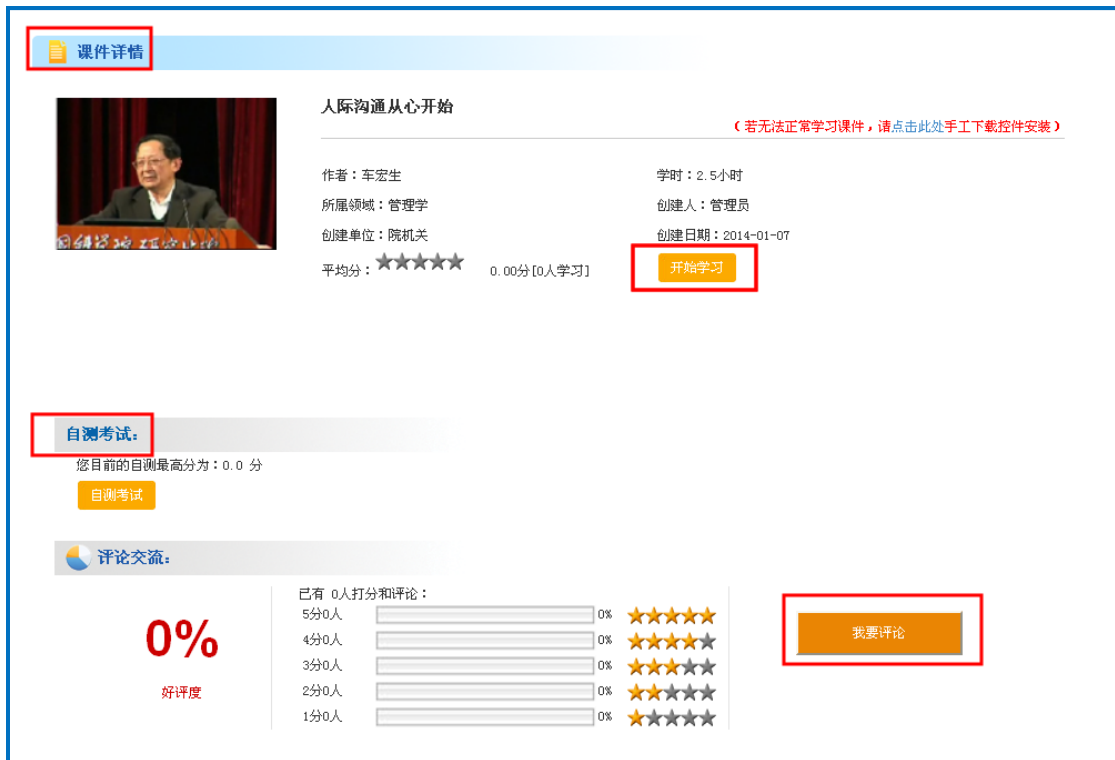 课件详情
人际沟通从心开始
(若无法正常学习课件,请点击此处手工下载控件安装)
作者:车宏生
学时:2.5小时
所属领域:管理学
创建人:管理员
创建单位:院机关
创建日期:2014-01-07
平均分:
0.00分[0人学习]
开始学习
自测考试:
您目前的自测最高分为:0.0 分
自测考试
评论交流:
0%
好评度
已有 0人打分和评论:
5分0人 0%
4分0人 0%
3分0人 0%
2分0人 0%
1分0人 0%
我要评论